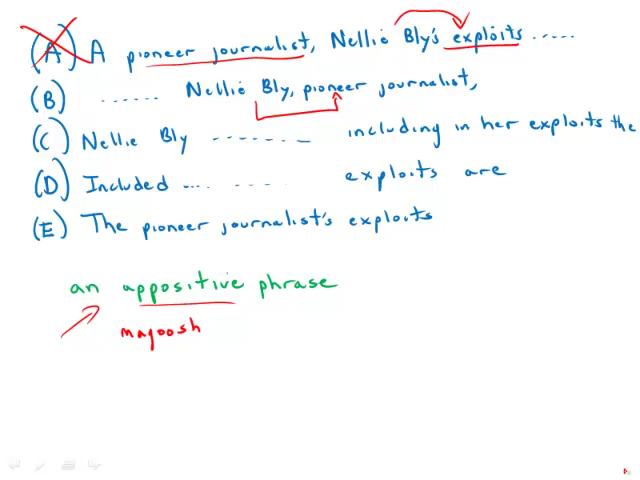 (A) A pioneer journalist, Nellie Bly's exploits .....
(B) ...... Nellie Bly, pioneer journalist,
(C) Nellie Bly ........ including in her exploits the
(D) Included .... ..... exploits are
(E) The pioneer journalist's exploits
an appositive phrase
magoosh